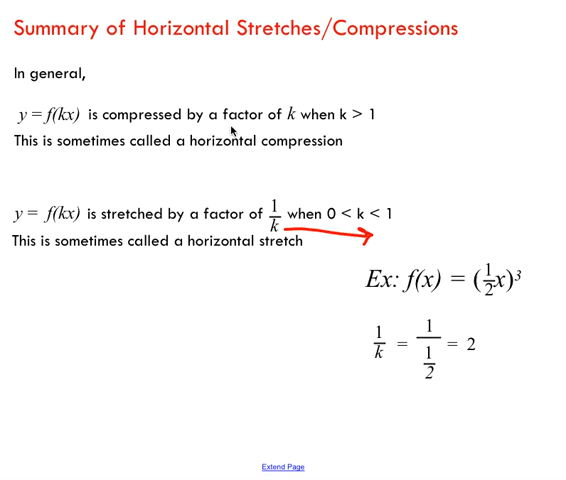 Summary of Horizontal Stretches/Compressions
In general,
y = f(kx) is compressed by a factor of k when k > 1
This is sometimes called a horizontal compression
y = f(kx) is stretched by a factor of 1/k when 0 < k < 1
This is sometimes called a horizontal stretch
Ex: f(x) = (1/2 x)³
1/k = 1/(1/2) = 2
Extend Page